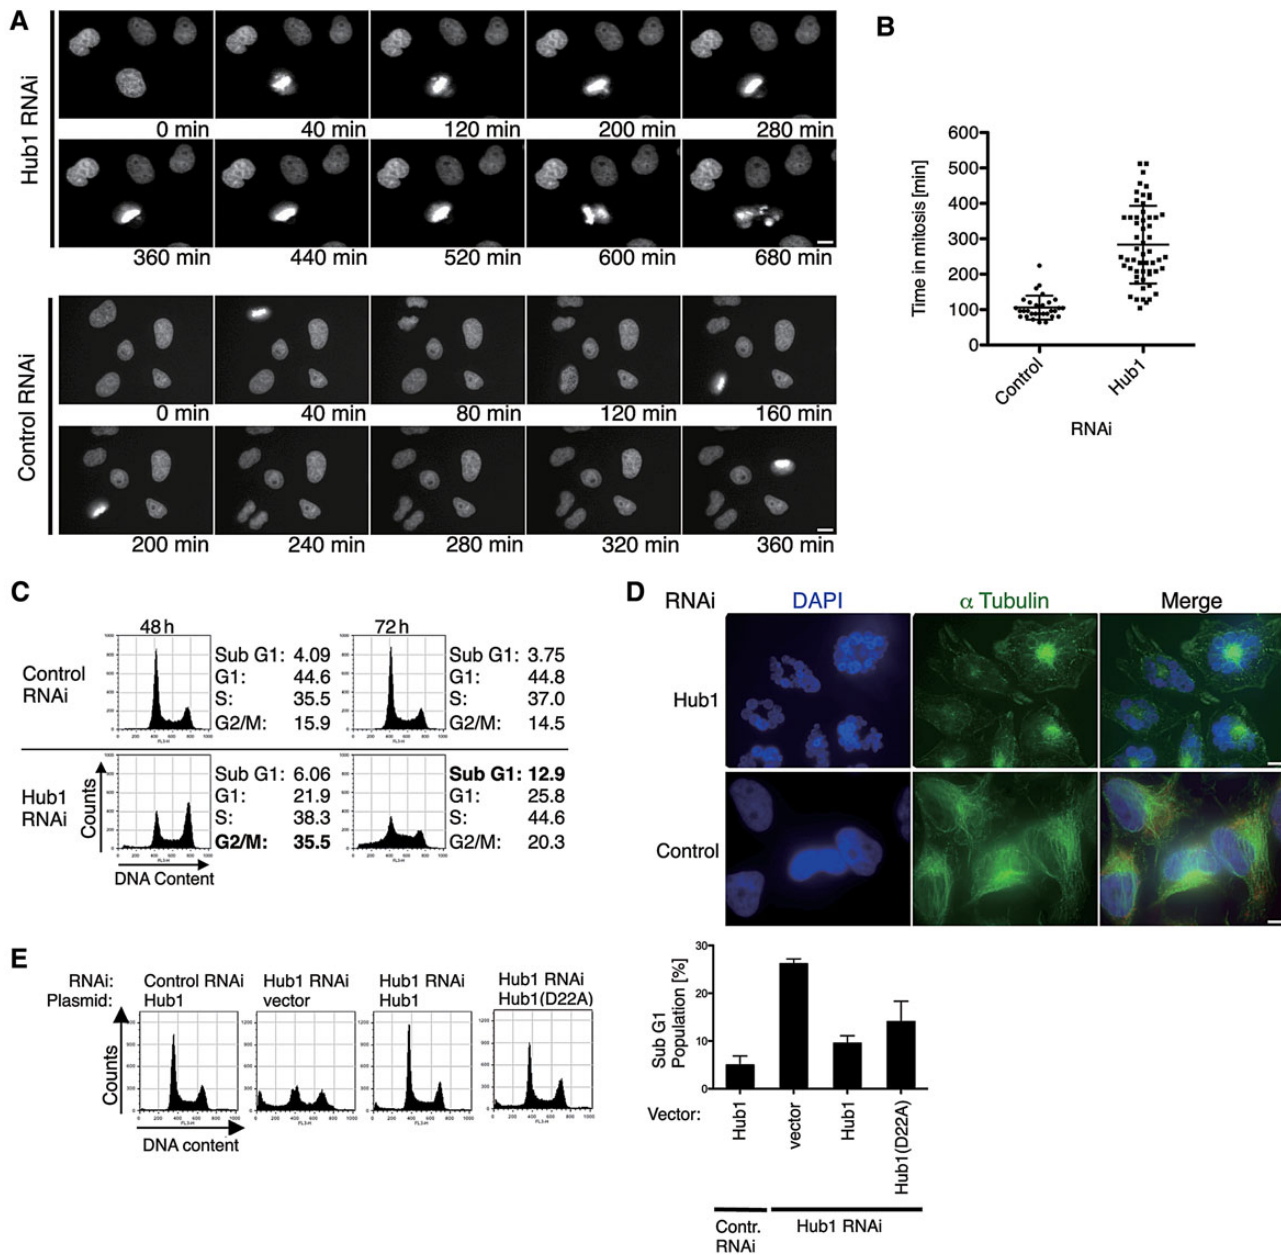 A
Hub1 RNAi
0 min
40 min
120 min
200 min
280 min
360 min
440 min
520 min
600 min
680 min
Control RNAi
0 min
40 min
80 min
120 min
160 min
200 min
240 min
280 min
320 min
360 min
B
Time in mitosis [min]
600
500
400
300
200
100
0
Control
Hub1
RNAi
C
48 h
72 h
Control
RNAi
Sub G1: 4.09
G1: 44.6
S: 35.5
G2/M: 15.9
Sub G1: 3.75
G1: 44.8
S: 37.0
G2/M: 14.5
Hub1
RNAi
Counts
Sub G1: 6.06
G1: 21.9
S: 38.3
G2/M: 35.5
Sub G1: 12.9
G1: 25.8
S: 44.6
G2/M: 20.3
DNA Content
D
RNAi
DAPI
α Tubulin
Merge
Hub1
Control
E
RNAi: Control RNAi Hub1 RNAi Hub1 RNAi Hub1 RNAi
Plasmid: Hub1 vector Hub1 Hub1(D22A)
Counts
DNA content
Sub G1
Population [%]
30
20
10
0
Vector:
Hub1
vector
Hub1
Hub1(D22A)
Contr.
RNAi
Hub1 RNAi